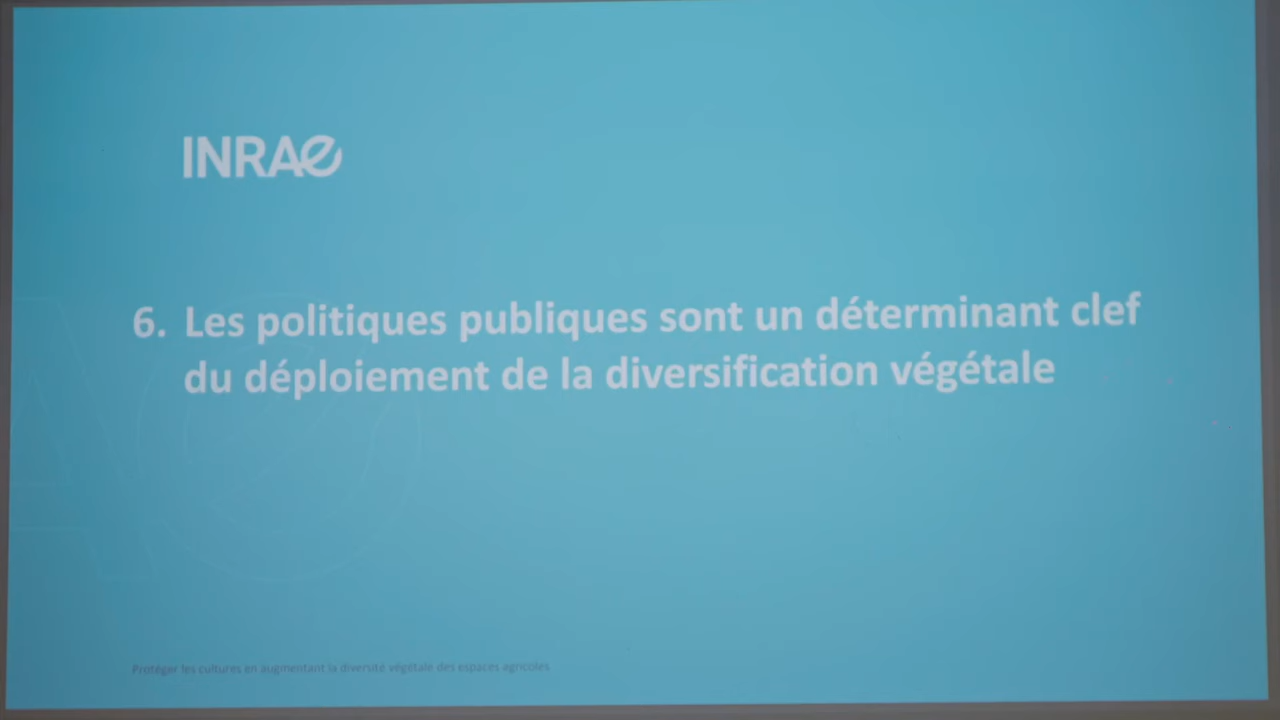 INRAE
6. Les politiques publiques sont un déterminant clef
du déploiement de la diversification végétale
Protéger les cultures en augmentant la diversité végétale des espaces agricoles